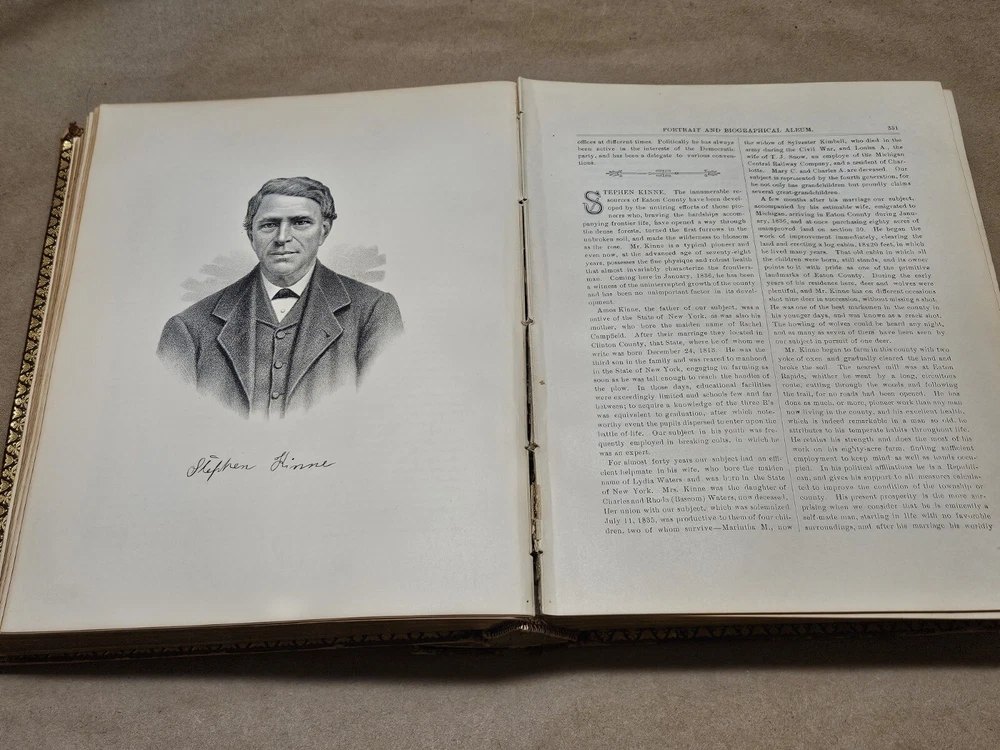 Stephen Kinne
PORTRAIT AND BIOGRAPHICAL ALBUM.
331
offices at different times. Politically he has always
been active in the interests of the Democratic
party, and has been a delegate to various conven-
tions.
STEPHEN KINNE. The innumerable re-
sources of Eaton County have been devel-
oped by the untiring efforts of those pio-
neers who, braving the hardships accom-
panying frontier life, have opened a way through
the dense forests, turned the first furrows in the
unbroken soil, and made the wilderness to blossom
as the rose. Mr. Kinne is a typical pioneer and
even now, at the advanced age of seventy-eight
years, possesses the fine physique and robust health
that almost invariably characterize the frontiers-
man. Coming here in January, 1836, he has been
a witness of the uninterrupted growth of the county
and has been no unimportant factor in its devel-
opment.
Amos Kinne, the father of our subject, was a
native of the State of New York, as was also his
mother, who bore the maiden name of Rachel
Campfield. After their marriage they located in
Clinton County, that State, where he of whom we
write was born December 24, 1812. He was the
third son in the family and was reared to manhood
in the State of New York, engaging in farming as
soon as he was tall enough to reach the handles of
the plow. In those days, educational facilities
were exceedingly limited and schools few and far
between; to acquire a knowledge of the three R's
was equivalent to graduation, after which note-
worthy event the pupils dispersed to enter upon the
battle of life. Our subject in his youth was fre-
quently employed in breaking colts, in which he
was an expert.
For almost forty years our subject had an effi-
cient helpmate in his wife, who bore the maiden
name of Lydia Waters and was born in the State
of New York. Mrs. Kinne was the daughter of
Charles and Rhoda (Bascom) Waters, now deceased.
Her union with our subject, which was solemnized
July 11, 1835, was productive to them of four chil-
dren, two of whom survive—Marintha M., now
the widow of Sylvester Kimbell, who died in the
army during the Civil War, and Louisa A., the
wife of T. J. Snow, an employe of the Michigan
Central Railway Company, and a resident of Char-
lotte. Mary C. and Charles A. are deceased. Our
subject is represented by the fourth generation, for
he not only has grandchildren but proudly claims
several great-grandchildren.
A few months after his marriage our subject,
accompanied by his estimable wife, emigrated to
Michigan, arriving in Eaton County during Janu-
ary, 1836, and at once purchasing eighty acres of
unimproved land on section 30. He began the
work of improvement immediately, clearing the
land and erecting a log cabin, 18x20 feet, in which
he lived many years. That old cabin in which all
the children were born, still stands, and its owner
points to it with pride as one of the primitive
landmarks of Eaton County. During the early
years of his residence here, deer and wolves were
plentiful, and Mr. Kinne has on different occasions
shot nine deer in succession, without missing a shot.
He was one of the best marksmen in the county in
his younger days, and was known as a crack shot.
The howling of wolves could be heard any night,
and as many as seven of them have been seen by
our subject in pursuit of one deer.
Mr. Kinne began to farm in this county with two
yoke of oxen and gradually cleared the land and
broke the soil. The nearest mill was at Eaton
Rapids, whither he went by a long, circuitous
route, cutting through the woods and following
the trail, for no roads had been opened. He has
done as much, or more, pioneer work than any man
now living in the county, and his excellent health,
which is indeed remarkable in a man so old, he
attributes to his temperate habits throughout life.
He retains his strength and does the most of his
work on his eighty-acre farm, finding sufficient
employment to keep mind as well as hands occu-
pied. In his political affiliations he is a Republi-
can, and gives his support to all measures calcula-
ted to improve the condition of the township or
county. His present prosperity is the more sur-
prising when we consider that he is eminently a
self-made man, starting in life with no favorable
surroundings, and after his marriage his worldly